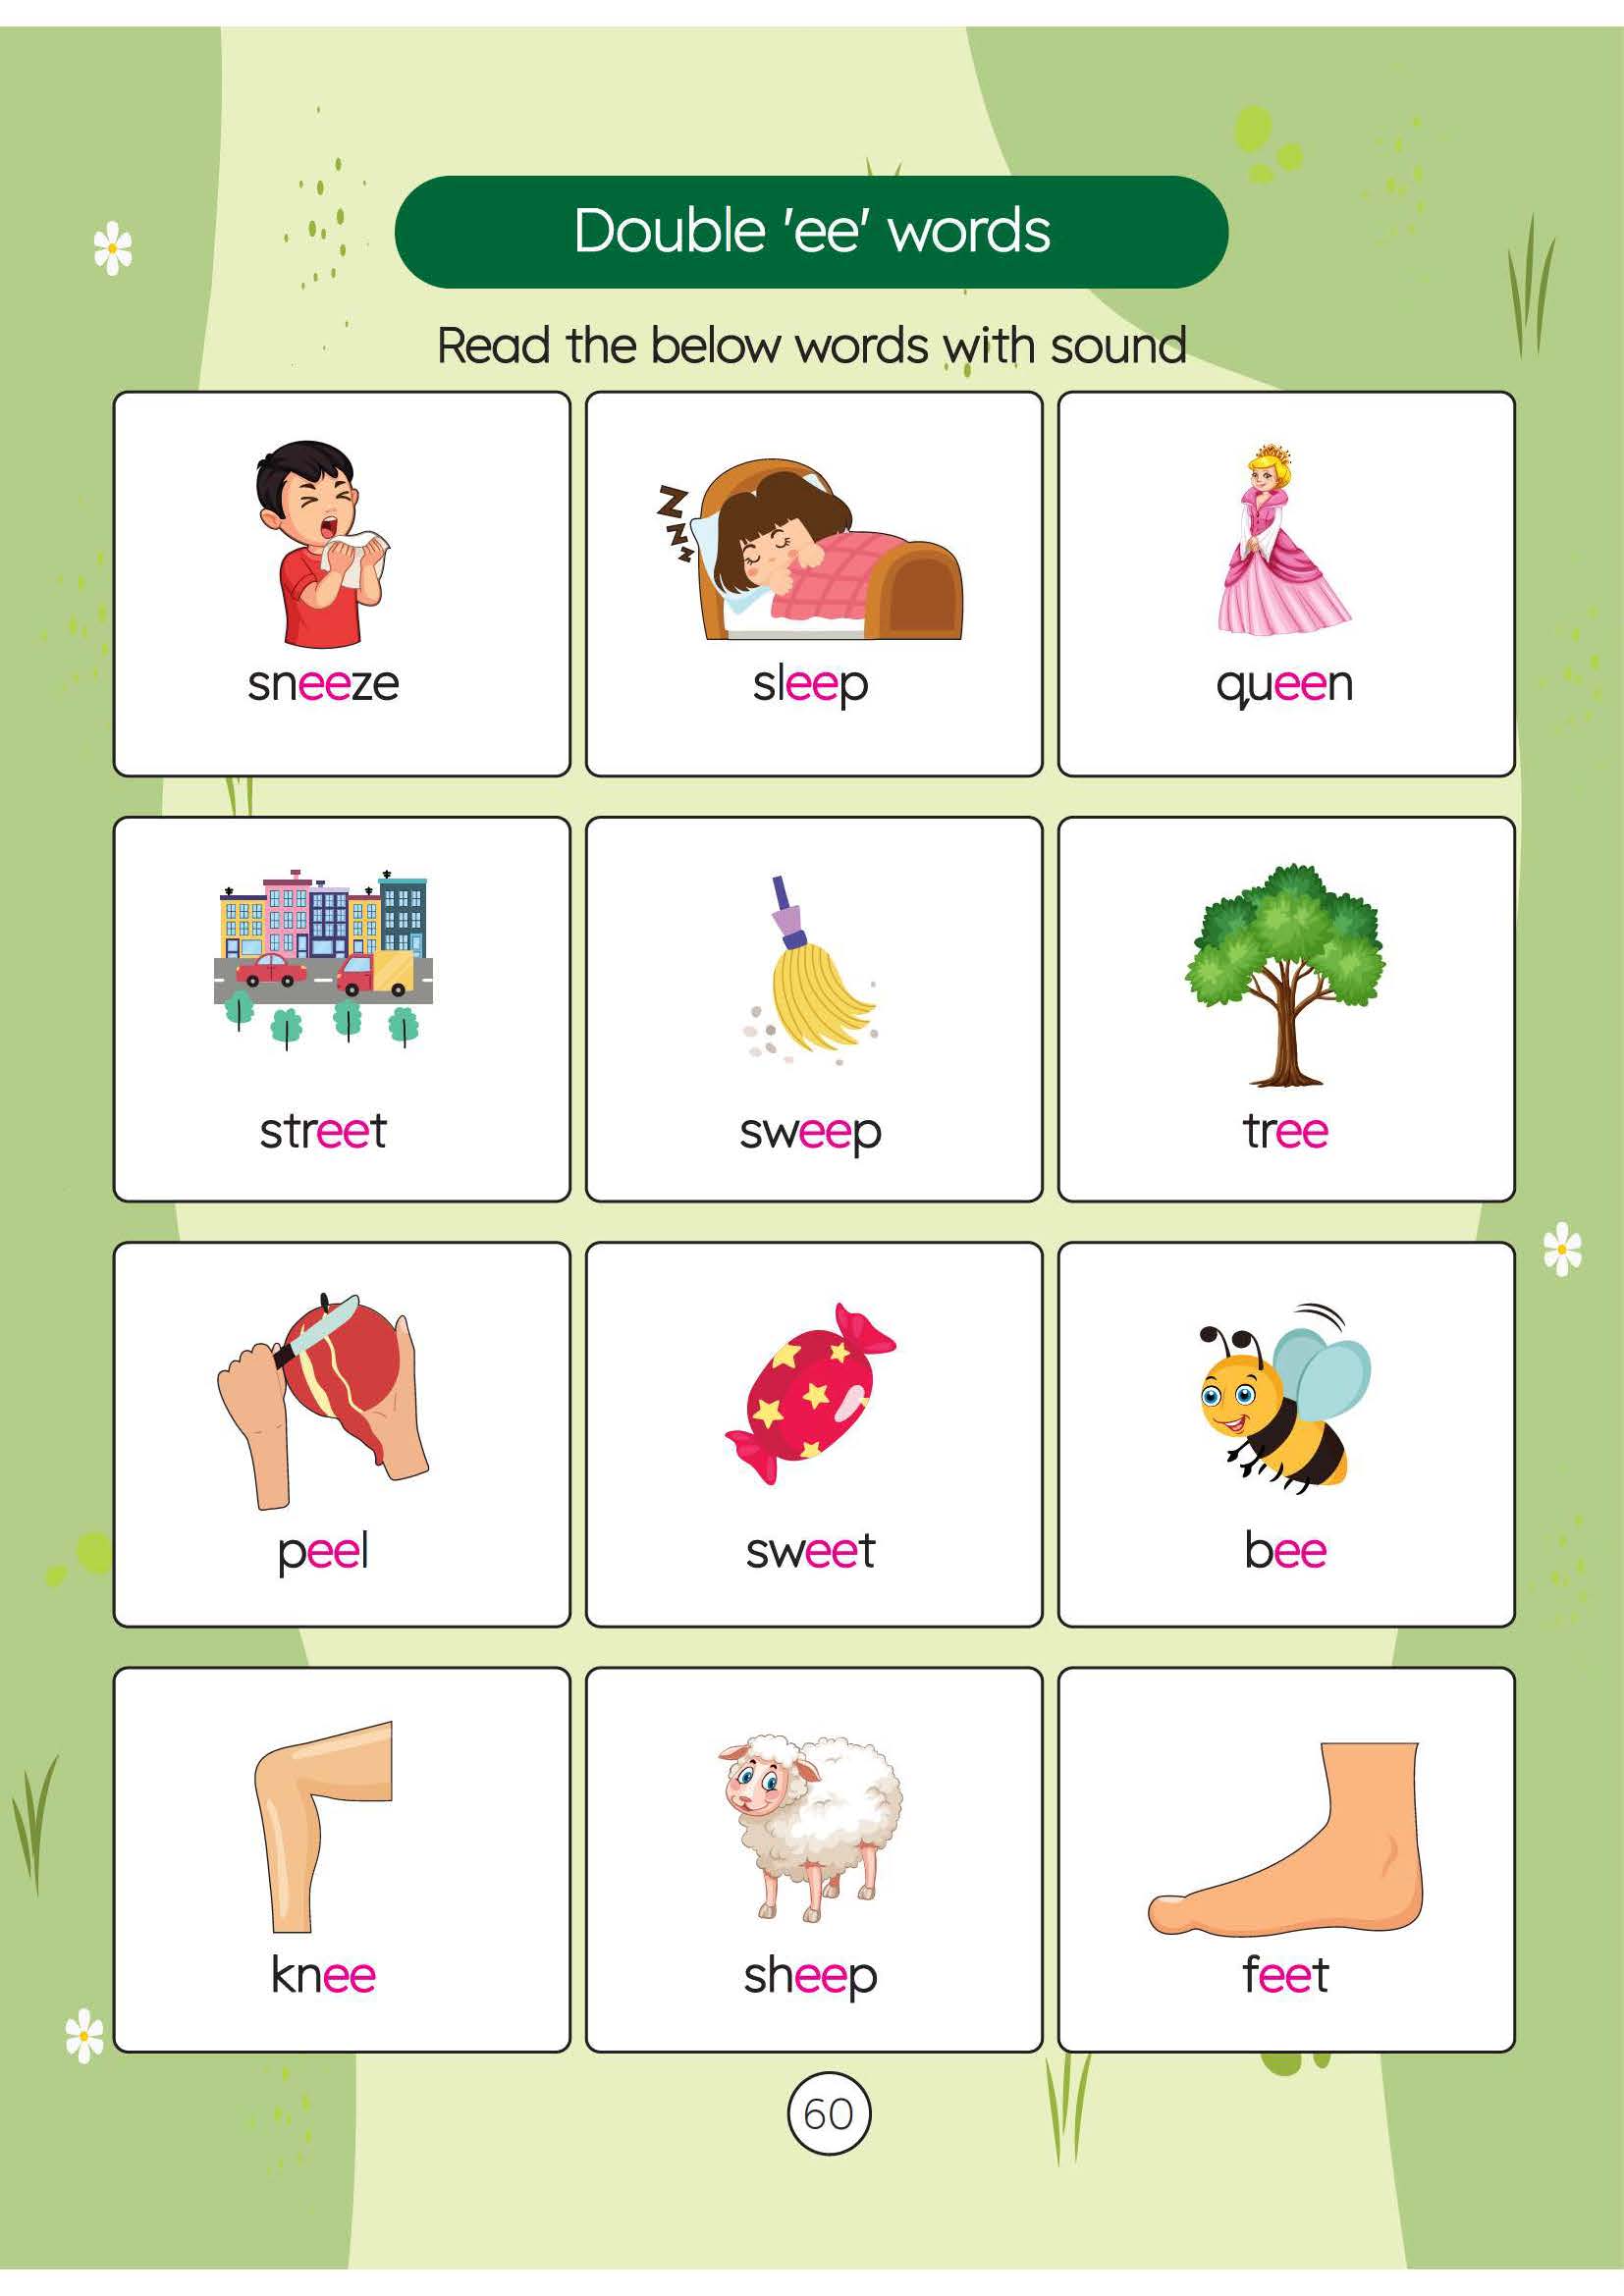 Double 'ee' words
Read the below words with sound
z z z
sneeze sleep queen
street sweep tree
peel sweet bee
knee sheep feet
60